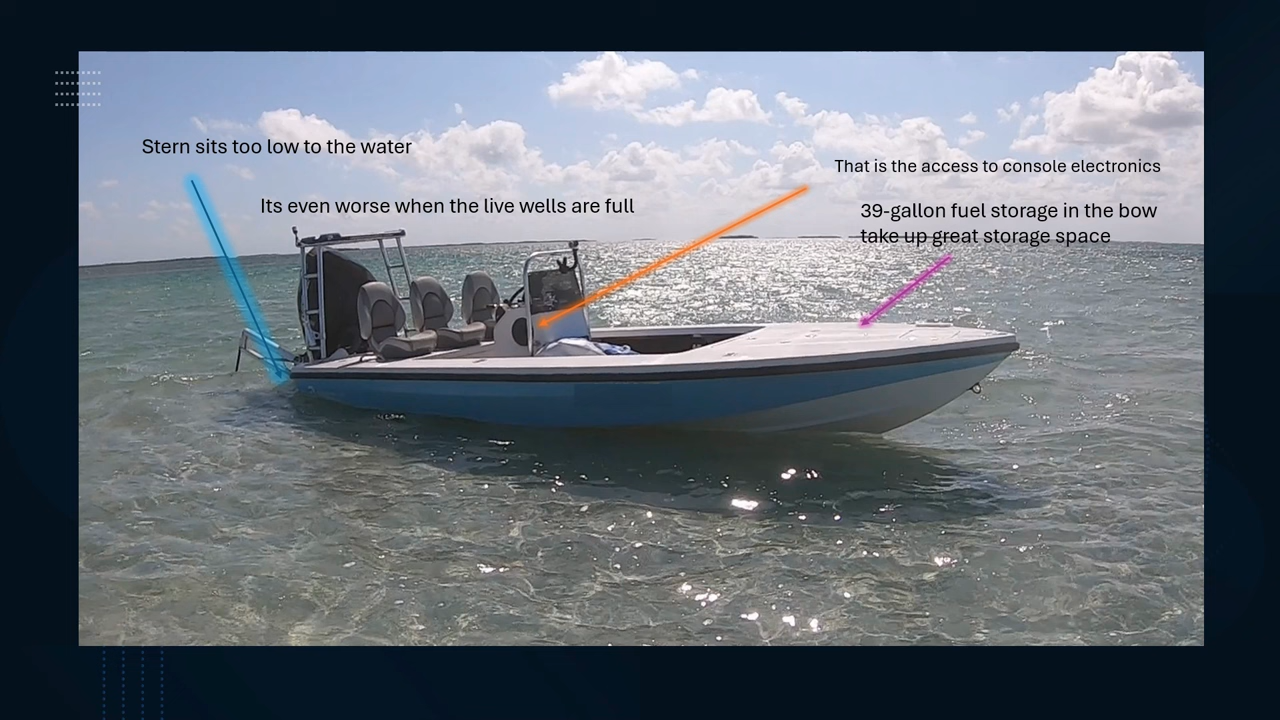 Stern sits too low to the water
Its even worse when the live wells are full
That is the access to console electronics
39-gallon fuel storage in the bow
take up great storage space